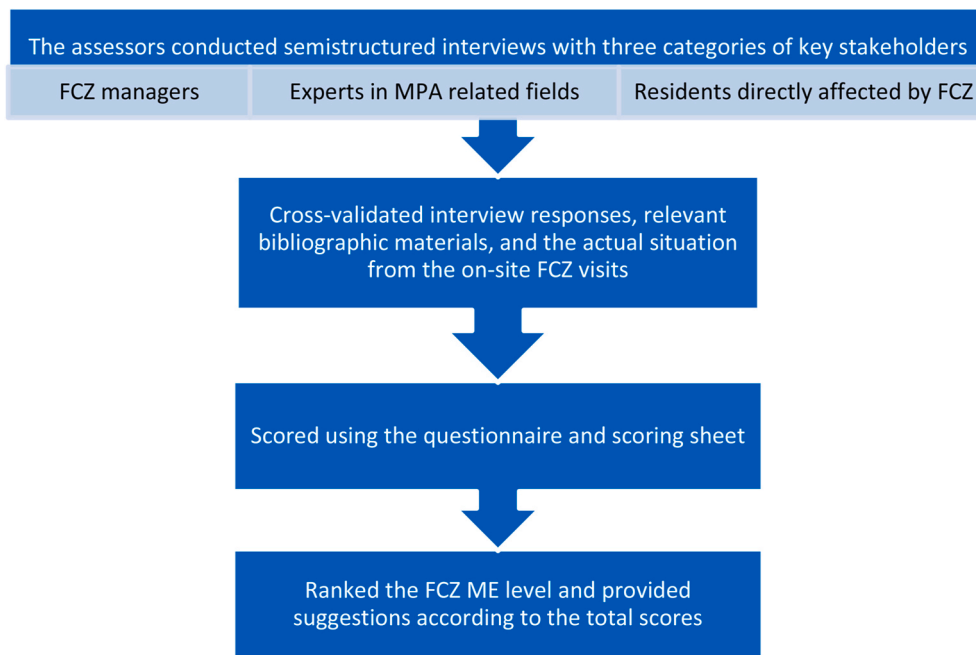 The assessors conducted semistructured interviews with three categories of key stakeholders
FCZ managers
Experts in MPA related fields
Residents directly affected by FCZ
Cross-validated interview responses, relevant
bibliographic materials, and the actual situation
from the on-site FCZ visits
Scored using the questionnaire and scoring sheet
Ranked the FCZ ME level and provided
suggestions according to the total scores